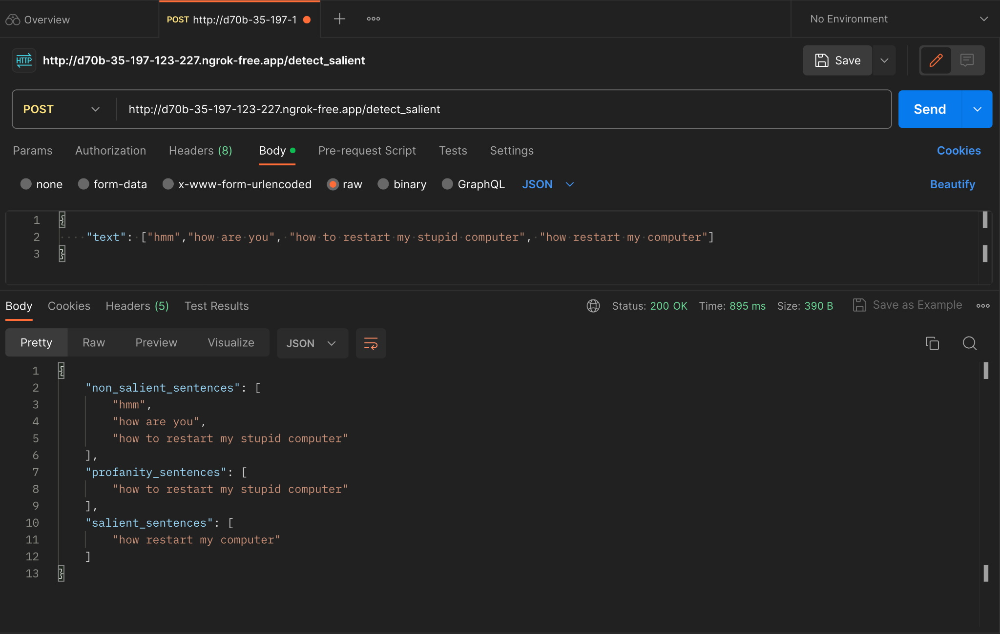 Overview
POST http://d70b-35-197-1
No Environment
HTTP http://d70b-35-197-123-227.ngrok-free.app/detect_salient
Save
POST http://d70b-35-197-123-227.ngrok-free.app/detect_salient
Send
Params Authorization Headers (8) Body Pre-request Script Tests Settings Cookies
none form-data x-www-form-urlencoded raw binary GraphQL JSON Beautify
1 {
2 "text": ["hmm","how are you", "how to restart my stupid computer", "how restart my computer"]
3 }
Body Cookies Headers (5) Test Results Status: 200 OK Time: 895 ms Size: 390 B Save as Example
Pretty Raw Preview Visualize JSON
1 {
2 "non_salient_sentences": [
3 "hmm",
4 "how are you",
5 "how to restart my stupid computer"
6 ],
7 "profanity_sentences": [
8 "how to restart my stupid computer"
9 ],
10 "salient_sentences": [
11 "how restart my computer"
12 ]
13 }